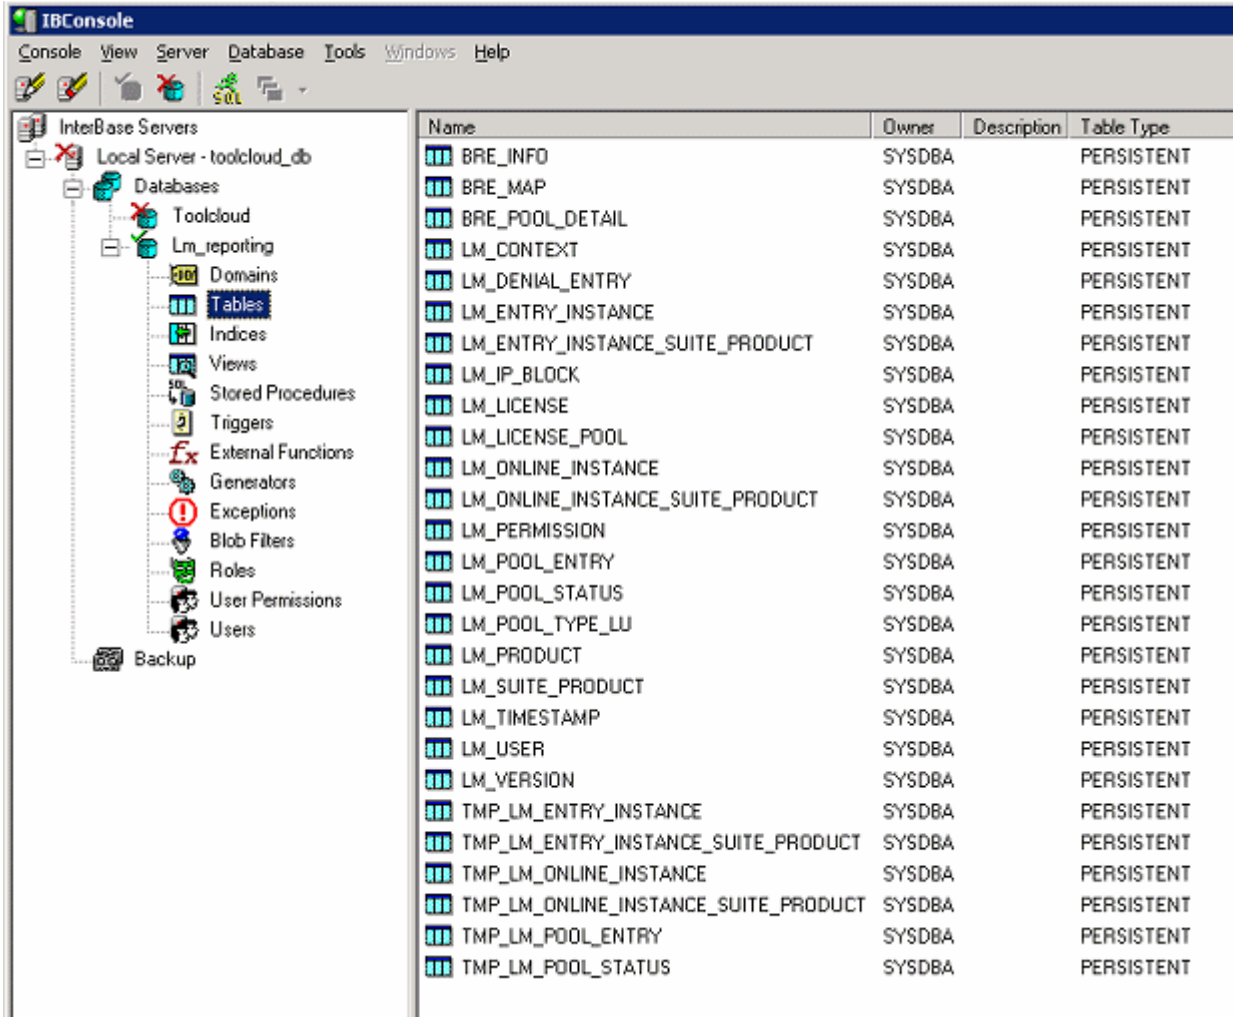 IBConsole
Console View Server Database Tools Windows Help
SQL
InterBase Servers
Local Server - toolcloud_db
Databases
Toolcloud
Lm_reporting
Domains
Tables
Indices
Views
Stored Procedures
Triggers
External Functions
Generators
Exceptions
Blob Filters
Roles
User Permissions
Users
Backup
Name Owner Description Table Type
BRE_INFO SYSDBA PERSISTENT
BRE_MAP SYSDBA PERSISTENT
BRE_POOL_DETAIL SYSDBA PERSISTENT
LM_CONTEXT SYSDBA PERSISTENT
LM_DENIAL_ENTRY SYSDBA PERSISTENT
LM_ENTRY_INSTANCE SYSDBA PERSISTENT
LM_ENTRY_INSTANCE_SUITE_PRODUCT SYSDBA PERSISTENT
LM_IP_BLOCK SYSDBA PERSISTENT
LM_LICENSE SYSDBA PERSISTENT
LM_LICENSE_POOL SYSDBA PERSISTENT
LM_ONLINE_INSTANCE SYSDBA PERSISTENT
LM_ONLINE_INSTANCE_SUITE_PRODUCT SYSDBA PERSISTENT
LM_PERMISSION SYSDBA PERSISTENT
LM_POOL_ENTRY SYSDBA PERSISTENT
LM_POOL_STATUS SYSDBA PERSISTENT
LM_POOL_TYPE_LU SYSDBA PERSISTENT
LM_PRODUCT SYSDBA PERSISTENT
LM_SUITE_PRODUCT SYSDBA PERSISTENT
LM_TIMESTAMP SYSDBA PERSISTENT
LM_USER SYSDBA PERSISTENT
LM_VERSION SYSDBA PERSISTENT
TMP_LM_ENTRY_INSTANCE SYSDBA PERSISTENT
TMP_LM_ENTRY_INSTANCE_SUITE_PRODUCT SYSDBA PERSISTENT
TMP_LM_ONLINE_INSTANCE SYSDBA PERSISTENT
TMP_LM_ONLINE_INSTANCE_SUITE_PRODUCT SYSDBA PERSISTENT
TMP_LM_POOL_ENTRY SYSDBA PERSISTENT
TMP_LM_POOL_STATUS SYSDBA PERSISTENT